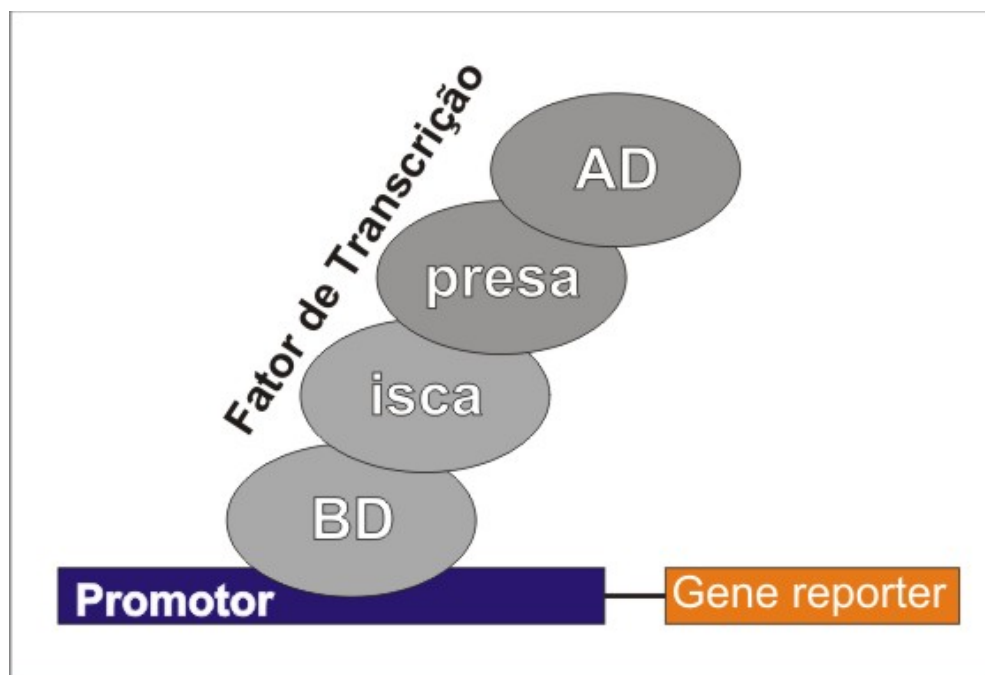 Fator de Transcrição
AD
presa
isca
BD
Promotor
Gene reporter